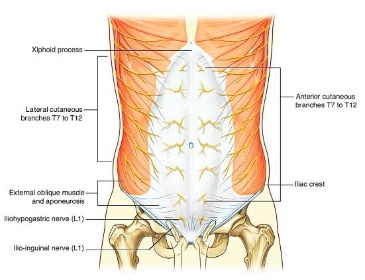 Xiphoid process
Lateral cutaneous
branches T7 to T12
Anterior cutaneous
branches T7 to T12
External oblique muscle
and aponeurosis
Iliac crest
Iliohypogastric nerve (L1)
Ilio-inguinal nerve (L1)